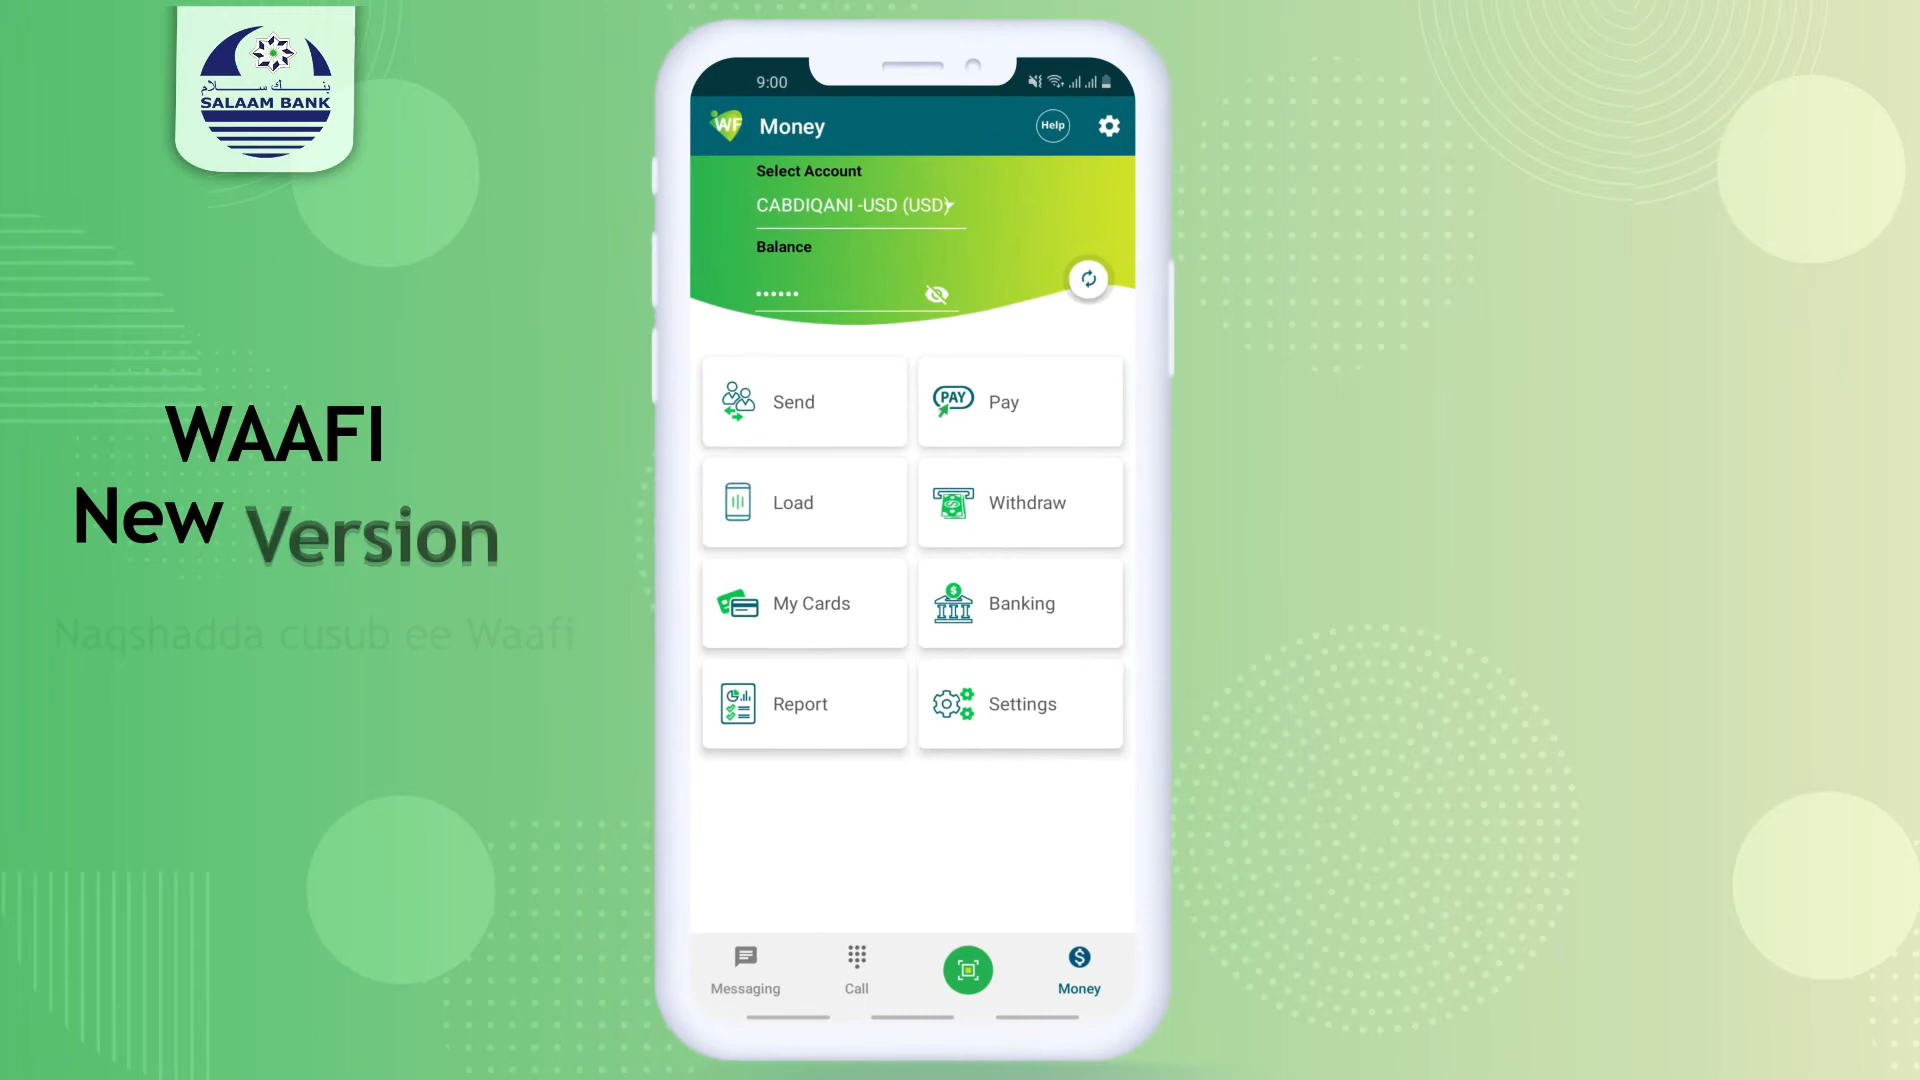 بنك سلام
SALAAM BANK
WAAFI
New Version
Naqshadda cusub ee Waafi
9:00
WF Money
Help
Select Account
CABDIQANI -USD (USD)
Balance
Send
PAY Pay
Load
Withdraw
My Cards
Banking
Report
Settings
Messaging
Call
Money